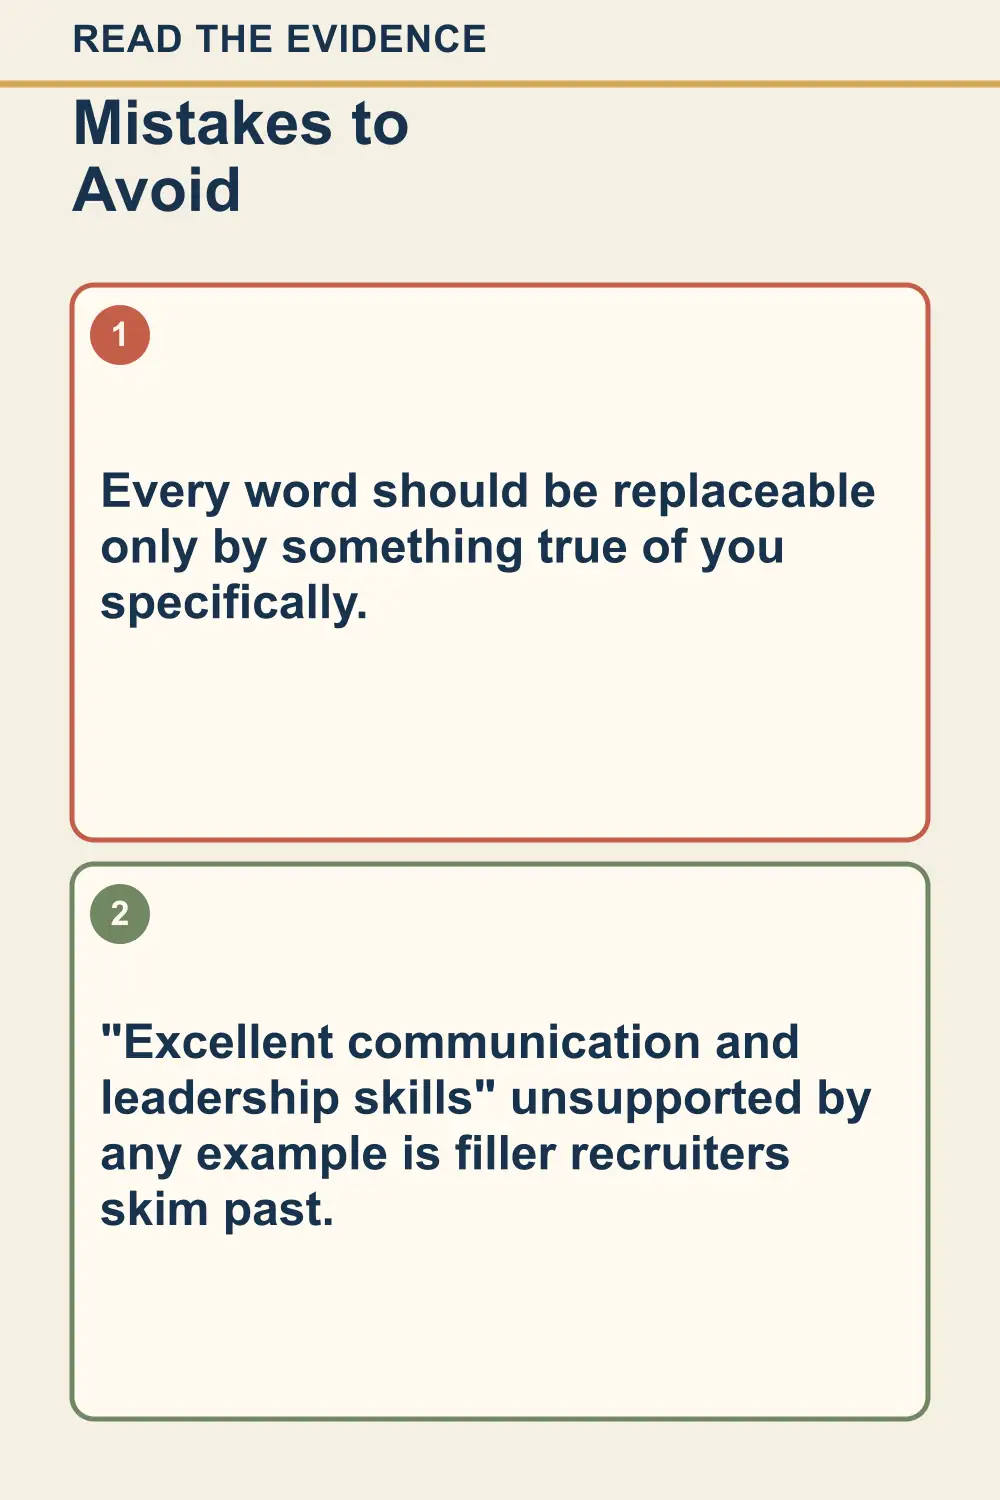 READ THE EVIDENCE
Mistakes to
Avoid
1
Every word should be replaceable
only by something true of you
specifically.
2
"Excellent communication and
leadership skills" unsupported by
any example is filler recruiters
skim past.